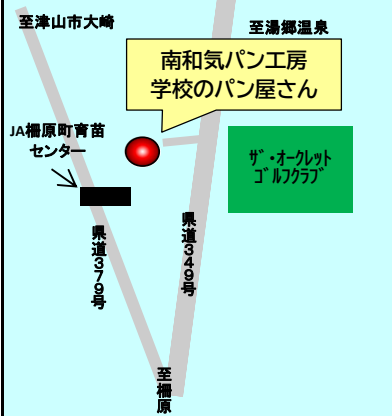 至津山市大崎
至湯郷温泉
南和気パン工房
学校のパン屋さん
JA柵原町育苗
センター
ザ・オークレット
ゴルフクラブ
県道379号
県道349号
至柵原